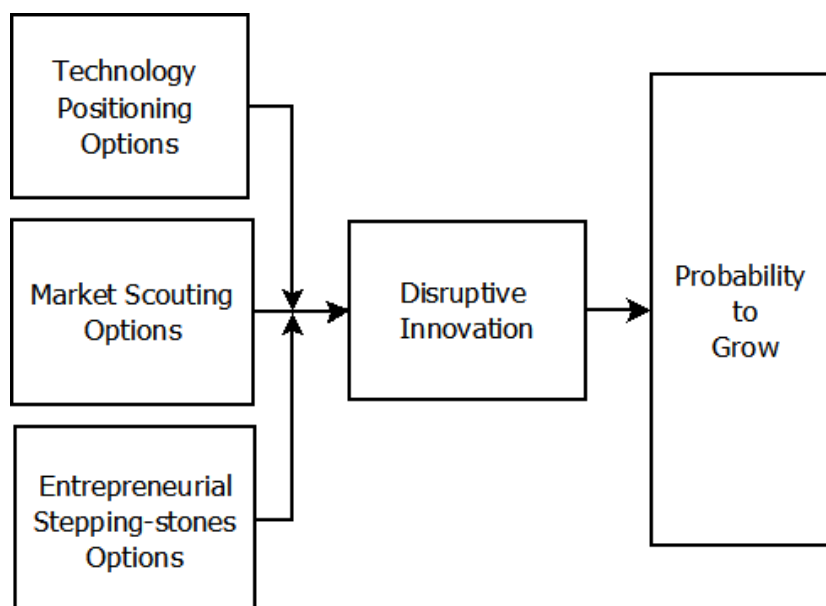 Technology
Positioning
Options
Market Scouting
Options
Entrepreneurial
Stepping-stones
Options
Disruptive
Innovation
Probability
to
Grow